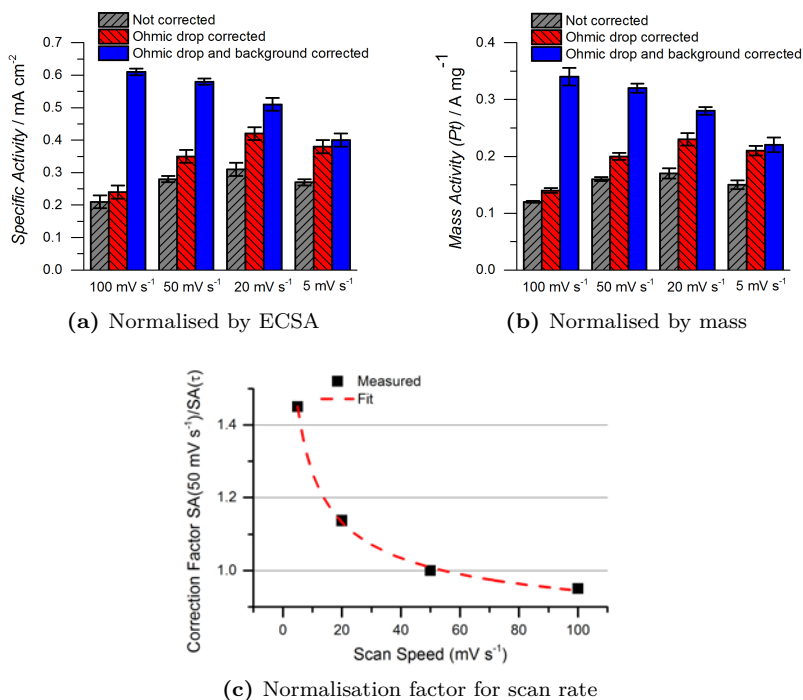 Not corrected
Ohmic drop corrected
Ohmic drop and background corrected
Specific Activity / mA cm⁻²
0.7
0.6
0.5
0.4
0.3
0.2
0.1
0.0
100 mV s⁻¹ 50 mV s⁻¹ 20 mV s⁻¹ 5 mV s⁻¹
(a) Normalised by ECSA
Not corrected
Ohmic drop corrected
Ohmic drop and background corrected
Mass Activity (Pt) / A mg⁻¹
0.4
0.3
0.2
0.1
0.0
100 mV s⁻¹ 50 mV s⁻¹ 20 mV s⁻¹ 5 mV s⁻¹
(b) Normalised by mass
Measured
Fit
Correction Factor SA(50 mV s⁻¹)/SA(τ)
1.4
1.2
1.0
0 20 40 60 80 100
Scan Speed (mV s⁻¹)
(c) Normalisation factor for scan rate